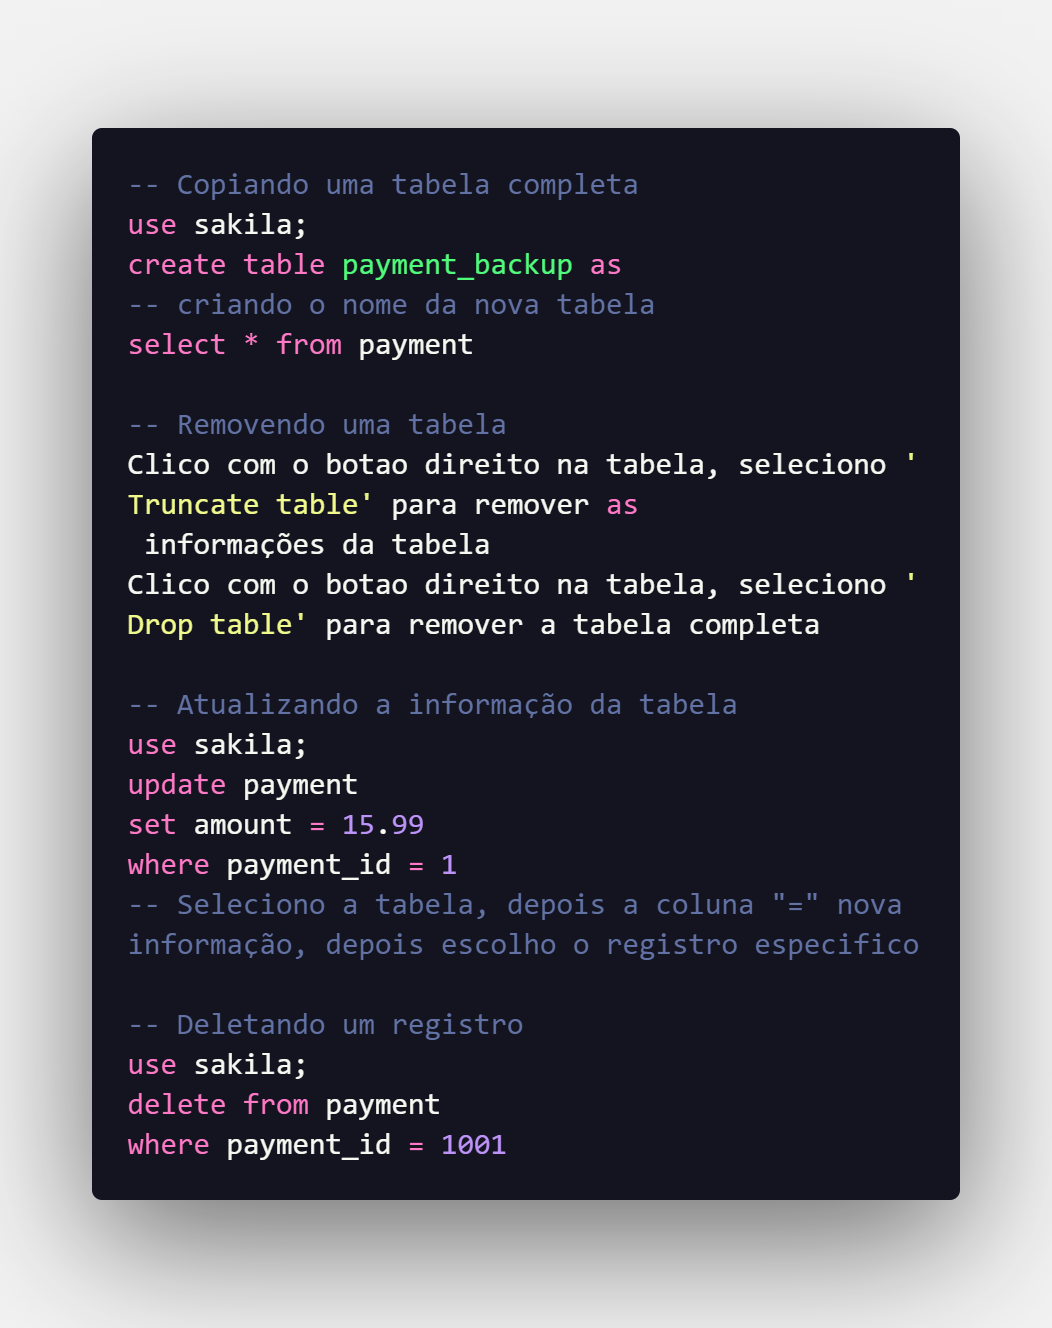 -- Copiando uma tabela completa
use sakila;
create table payment_backup as
-- criando o nome da nova tabela
select * from payment
-- Removendo uma tabela
Clico com o botao direito na tabela, seleciono '
Truncate table' para remover as
 informações da tabela
Clico com o botao direito na tabela, seleciono '
Drop table' para remover a tabela completa
-- Atualizando a informação da tabela
use sakila;
update payment
set amount = 15.99
where payment_id = 1
-- Seleciono a tabela, depois a coluna "=" nova
informação, depois escolho o registro especifico
-- Deletando um registro
use sakila;
delete from payment
where payment_id = 1001